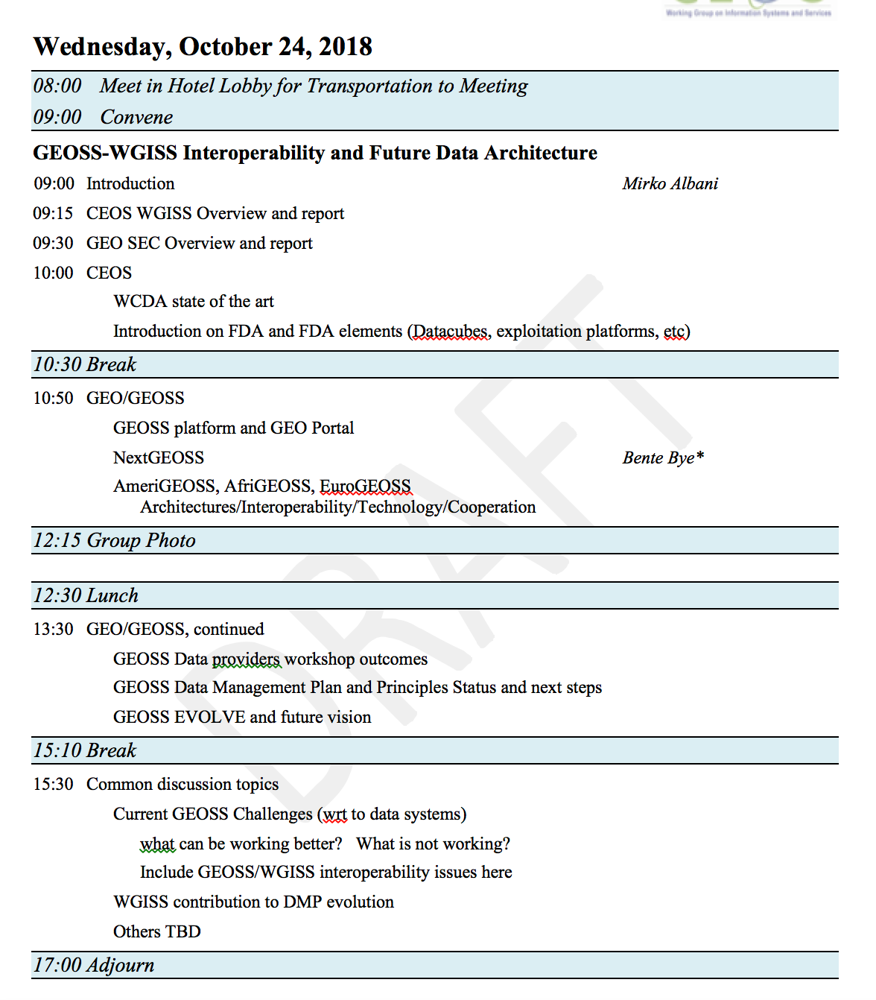 Working Group on Information Systems and Services
Wednesday, October 24, 2018
08:00 Meet in Hotel Lobby for Transportation to Meeting
09:00 Convene
GEOSS-WGISS Interoperability and Future Data Architecture
09:00 Introduction Mirko Albani
09:15 CEOS WGISS Overview and report
09:30 GEO SEC Overview and report
10:00 CEOS
WCDA state of the art
Introduction on FDA and FDA elements (Datacubes, exploitation platforms, etc)
10:30 Break
10:50 GEO/GEOSS
GEOSS platform and GEO Portal
NextGEOSS Bente Bye*
AmeriGEOSS, AfriGEOSS, EuroGEOSS
Architectures/Interoperability/Technology/Cooperation
12:15 Group Photo
12:30 Lunch
13:30 GEO/GEOSS, continued
GEOSS Data providers workshop outcomes
GEOSS Data Management Plan and Principles Status and next steps
GEOSS EVOLVE and future vision
15:10 Break
15:30 Common discussion topics
Current GEOSS Challenges (wrt to data systems)
what can be working better? What is not working?
Include GEOSS/WGISS interoperability issues here
WGISS contribution to DMP evolution
Others TBD
17:00 Adjourn
DRAFT